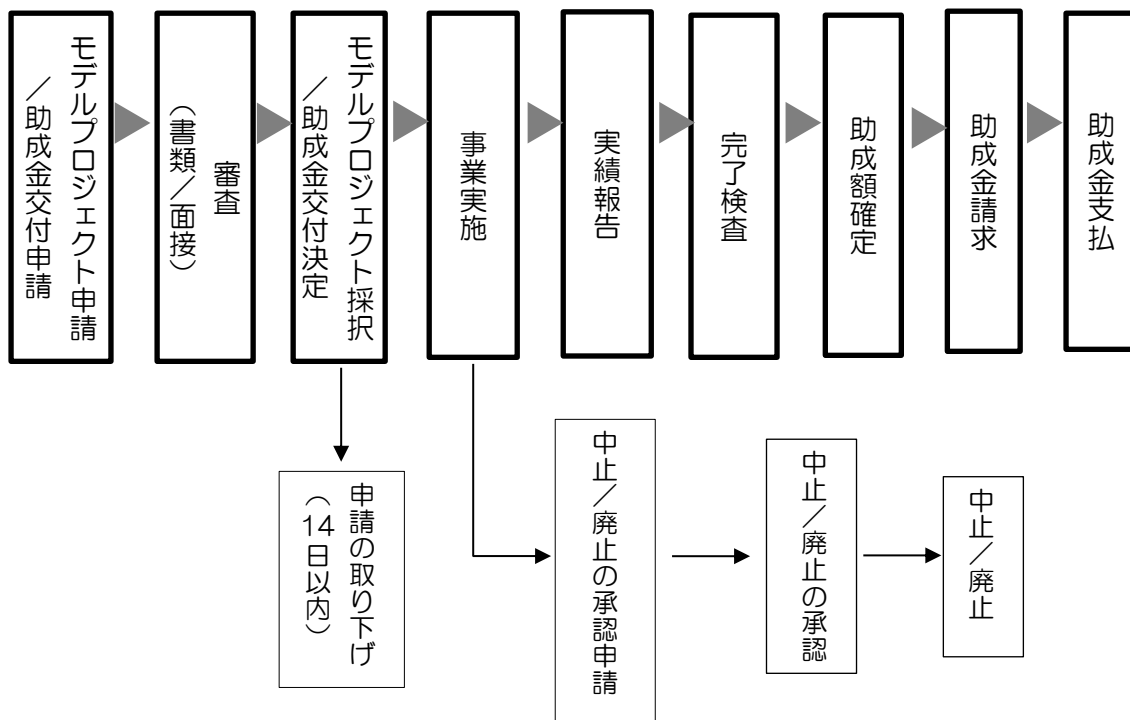 モデルプロジェクト申請
／助成金交付申請
審査
（書類／面接）
モデルプロジェクト採択
／助成金交付決定
事業実施
実績報告
完了検査
助成額確定
助成金請求
助成金支払
申請の取り下げ
（14日以内）
中止／廃止の承認申請
中止／廃止の承認
中止／廃止